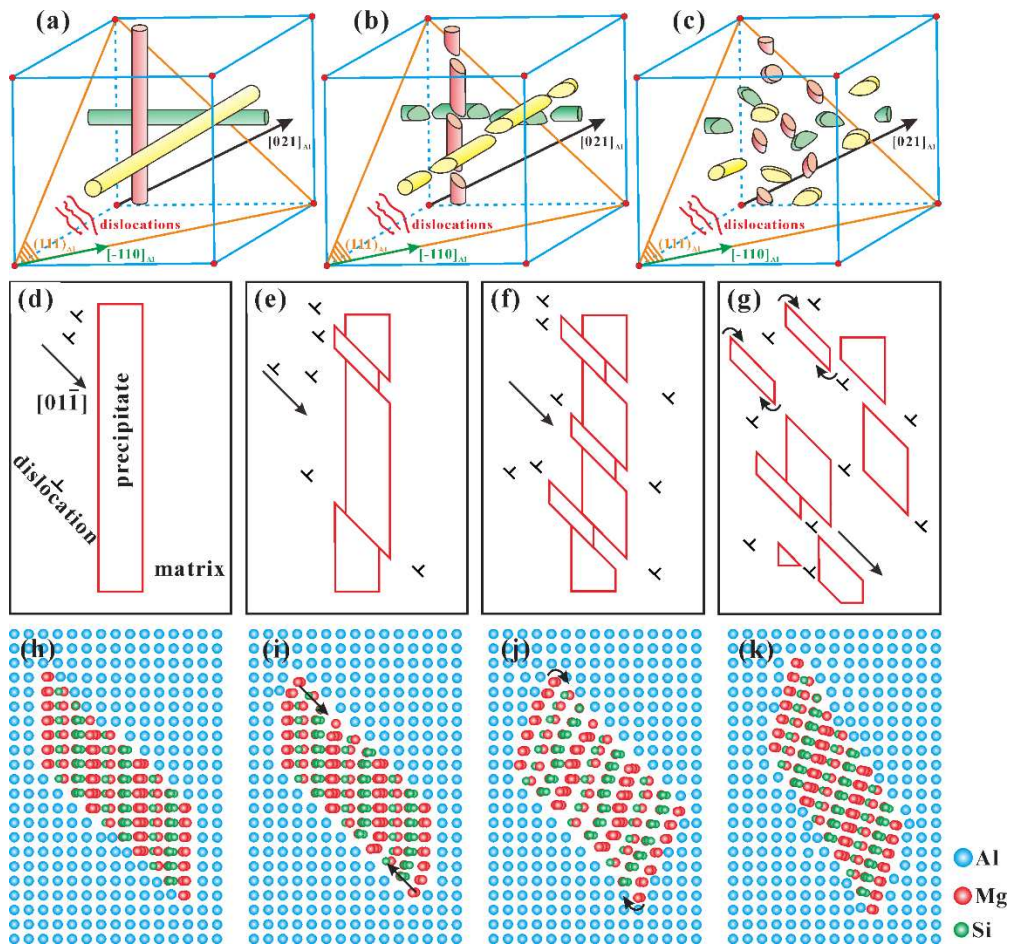 (a)
[021]Al
dislocations
(111)Al
[-110]Al
(b)
[021]Al
dislocations
(111)Al
[-110]Al
(c)
[021]Al
dislocations
(111)Al
[-110]Al
(d)
[011̄]
precipitate
dislocation
matrix
(e)
(f)
(g)
(h)
(i)
(j)
(k)
Al
Mg
Si